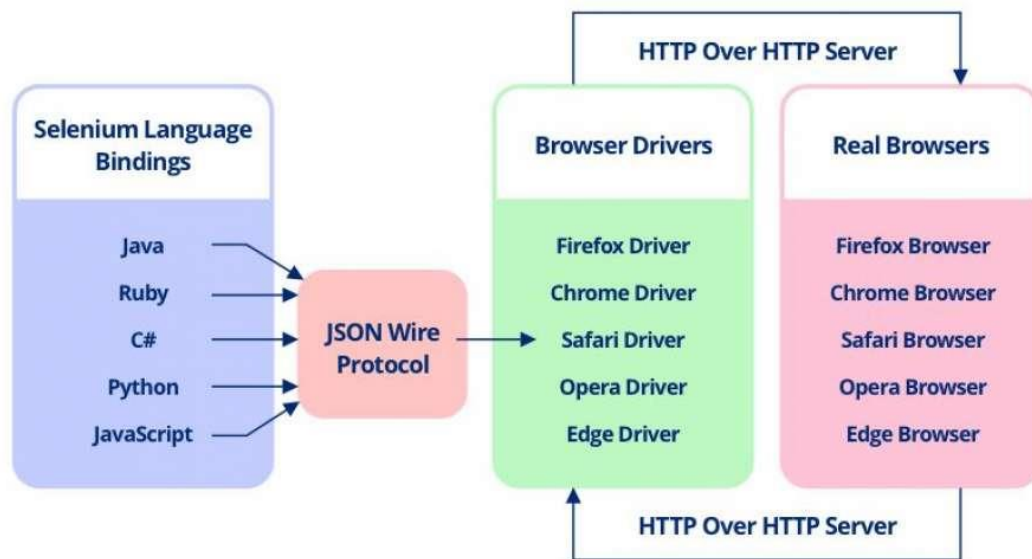 HTTP Over HTTP Server
Selenium Language
Bindings
Java
Ruby
C#
Python
JavaScript
JSON Wire
Protocol
Browser Drivers
Firefox Driver
Chrome Driver
Safari Driver
Opera Driver
Edge Driver
Real Browsers
Firefox Browser
Chrome Browser
Safari Browser
Opera Browser
Edge Browser
HTTP Over HTTP Server